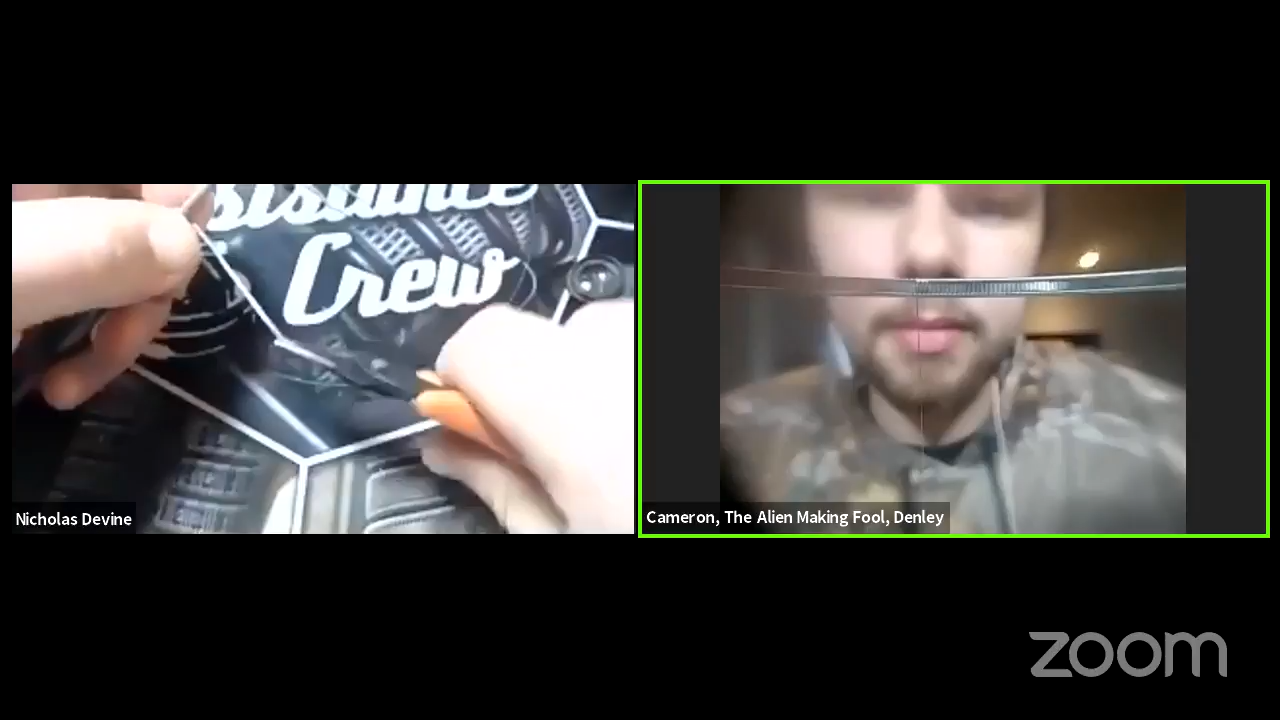 Crew
Nicholas Devine
Cameron, The Alien Making Fool, Denley
zoom